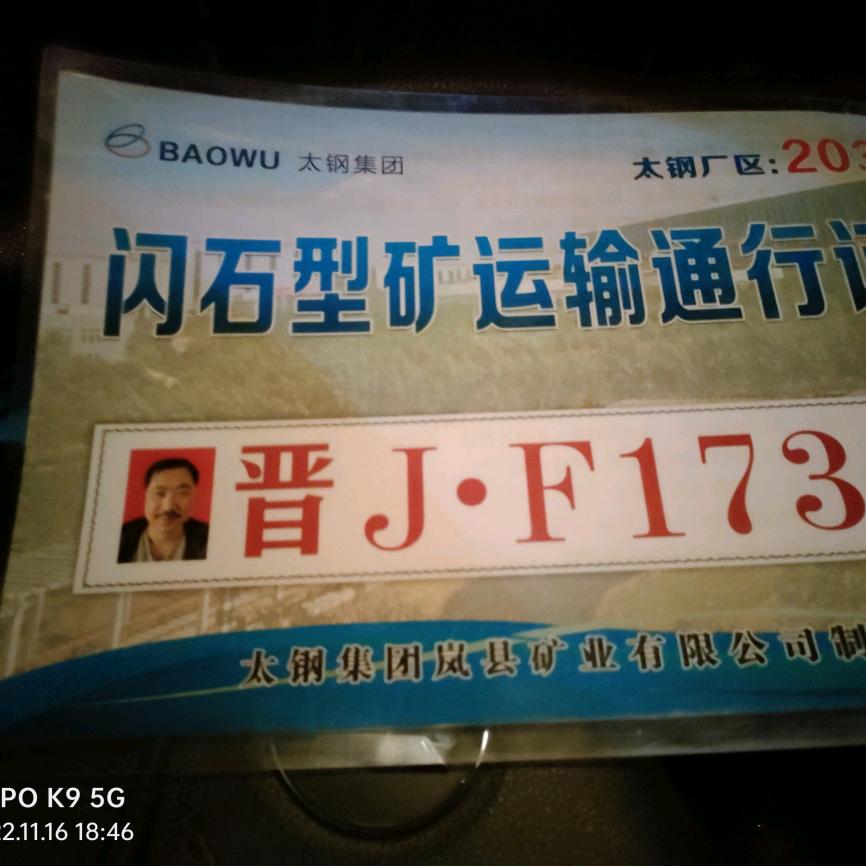 BAOWU 太钢集团
太钢厂区:203
闪石型矿运输通行证
晋J·F173
太钢集团岚县矿业有限公司制
PO K9 5G
2.11.16 18:46